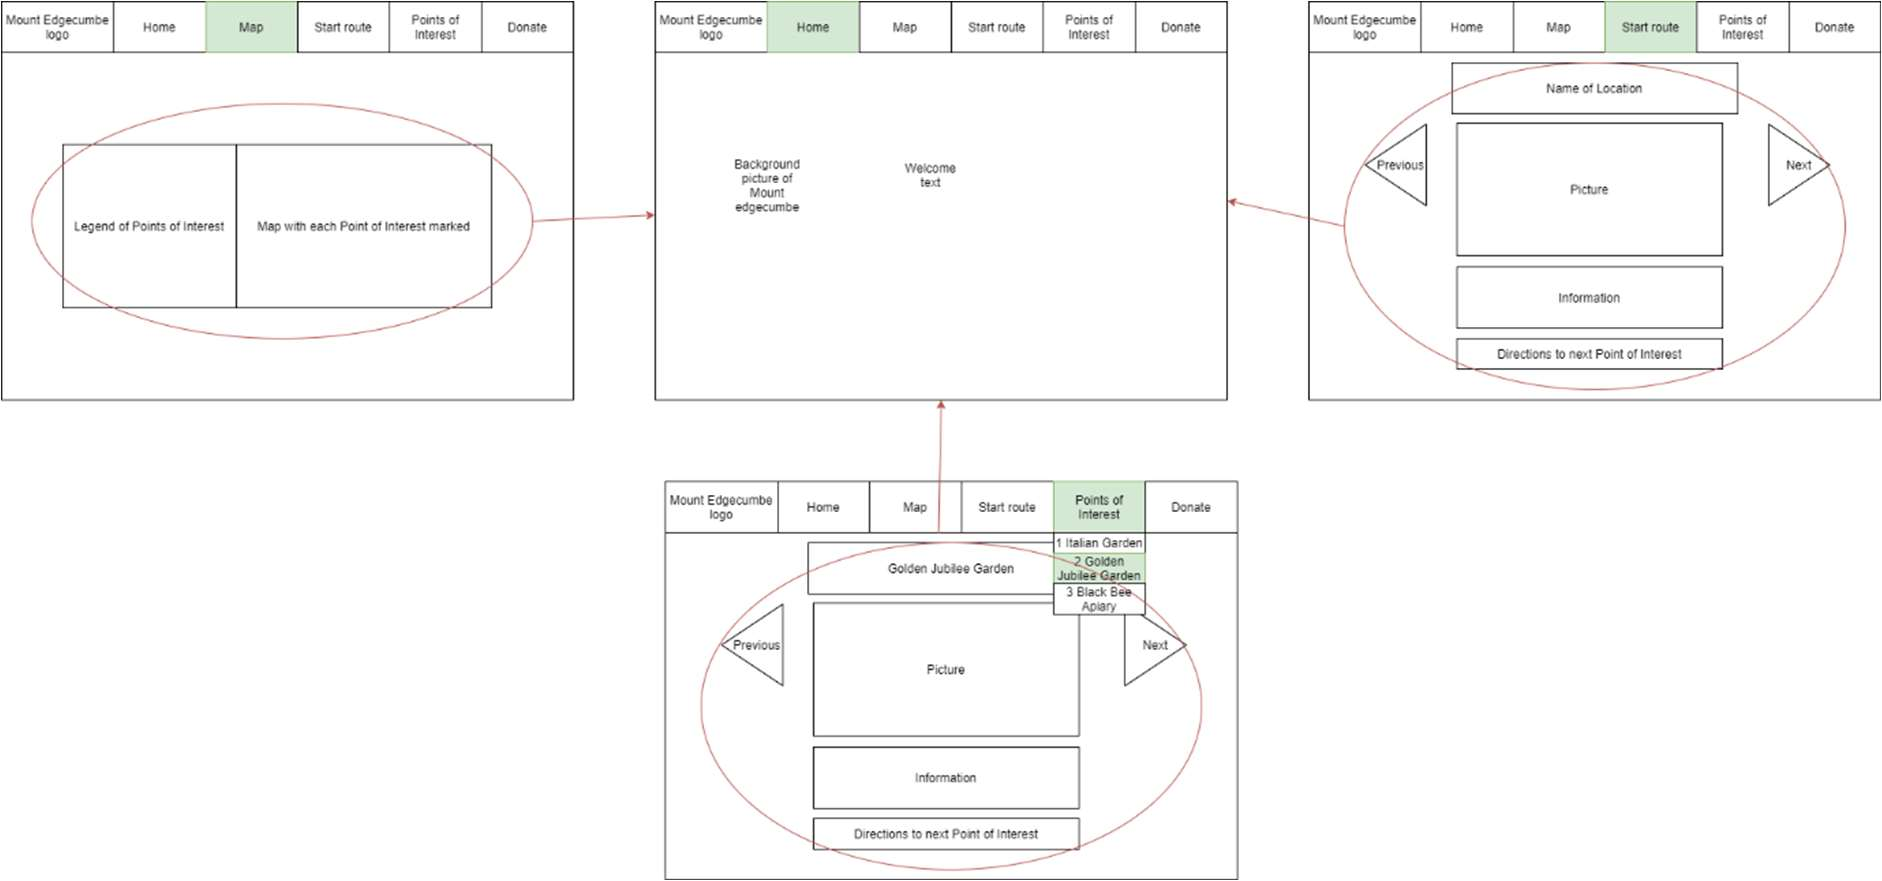 Mount Edgecumbe
logo
Home
Map
Start route
Points of
Interest
Donate
Legend of Points of Interest
Map with each Point of Interest marked
Mount Edgecumbe
logo
Home
Map
Start route
Points of
Interest
Donate
Background
picture of
Mount
edgecumbe
Welcome
text
Mount Edgecumbe
logo
Home
Map
Start route
Points of
Interest
Donate
Name of Location
Previous
Picture
Next
Information
Directions to next Point of Interest
Mount Edgecumbe
logo
Home
Map
Start route
Points of
Interest
Donate
1 Italian Garden
2 Golden
Jubilee Garden
3 Black Bee
Apiary
Golden Jubilee Garden
Previous
Picture
Next
Information
Directions to next Point of Interest